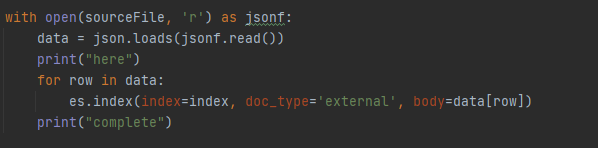 with open(sourceFile, 'r') as jsonf:
    data = json.loads(jsonf.read())
    print("here")
    for row in data:
        es.index(index=index, doc_type='external', body=data[row])
    print("complete")